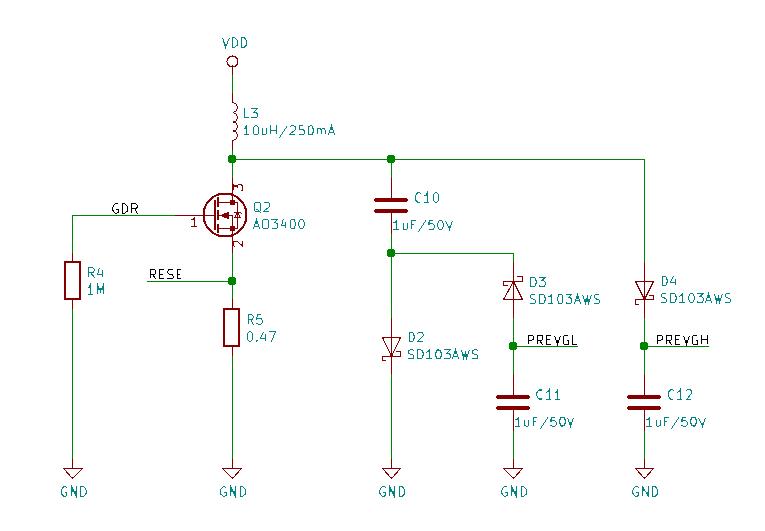 VDD
L3
10uH/250mA
3
GDR
1
Q2
AO3400
2
C10
1uF/50V
R4
1M
RESE
R5
0.47
D3
SD103AWS
D4
SD103AWS
D2
SD103AWS
PREVGL
PREVGH
C11
1uF/50V
C12
1uF/50V
GND
GND
GND
GND
GND